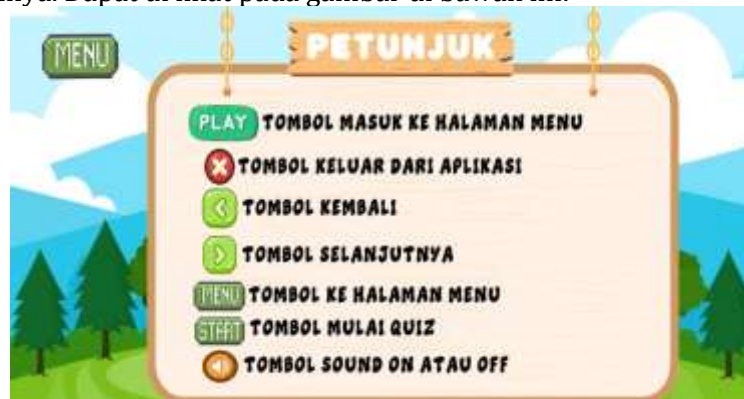 Dapat di lihat pada gambar di bawah ini.
MENU
PETUNJUK
PLAY TOMBOL MASUK KE HALAMAN MENU
TOMBOL KELUAR DARI APLIKASI
TOMBOL KEMBALI
TOMBOL SELANJUTNYA
MENU TOMBOL KE HALAMAN MENU
START TOMBOL MULAI QUIZ
TOMBOL SOUND ON ATAU OFF